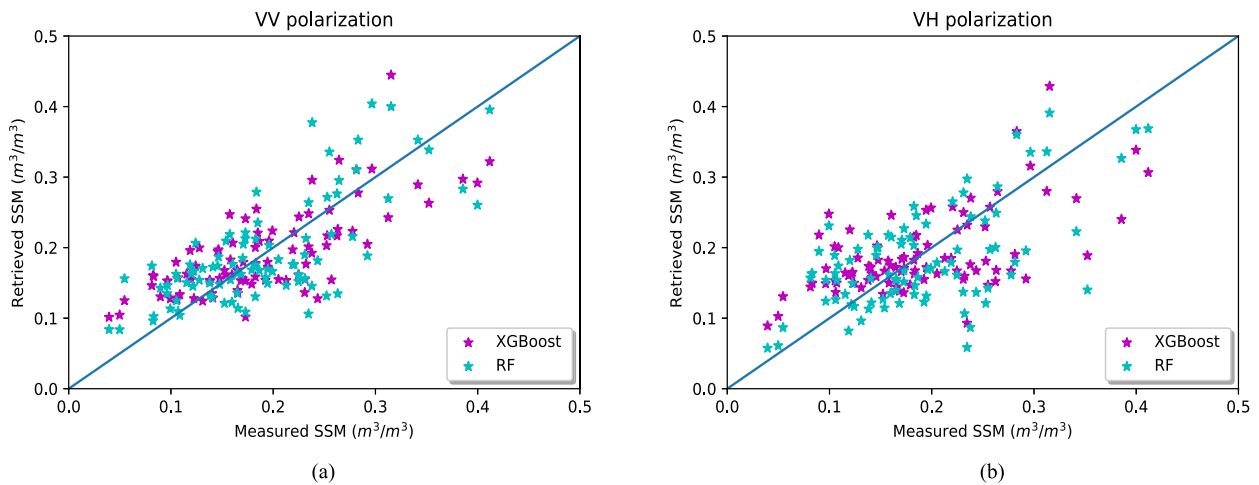 VV polarization
0.5
0.4
0.3
0.2
0.1
0.0
Retrieved SSM (m³/m³)
0.0 0.1 0.2 0.3 0.4 0.5
Measured SSM (m³/m³)
XGBoost
RF
(a)
VH polarization
0.5
0.4
0.3
0.2
0.1
0.0
Retrieved SSM (m³/m³)
0.0 0.1 0.2 0.3 0.4 0.5
Measured SSM (m³/m³)
XGBoost
RF
(b)